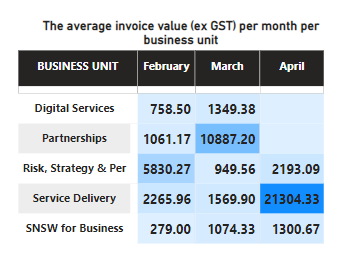 The average invoice value (ex GST) per month per
business unit
BUSINESS UNIT February March April
Digital Services 758.50 1349.38
Partnerships 1061.17 10887.20
Risk, Strategy & Per 5830.27 949.56 2193.09
Service Delivery 2265.96 1569.90 21304.33
SNSW for Business 279.00 1074.33 1300.67